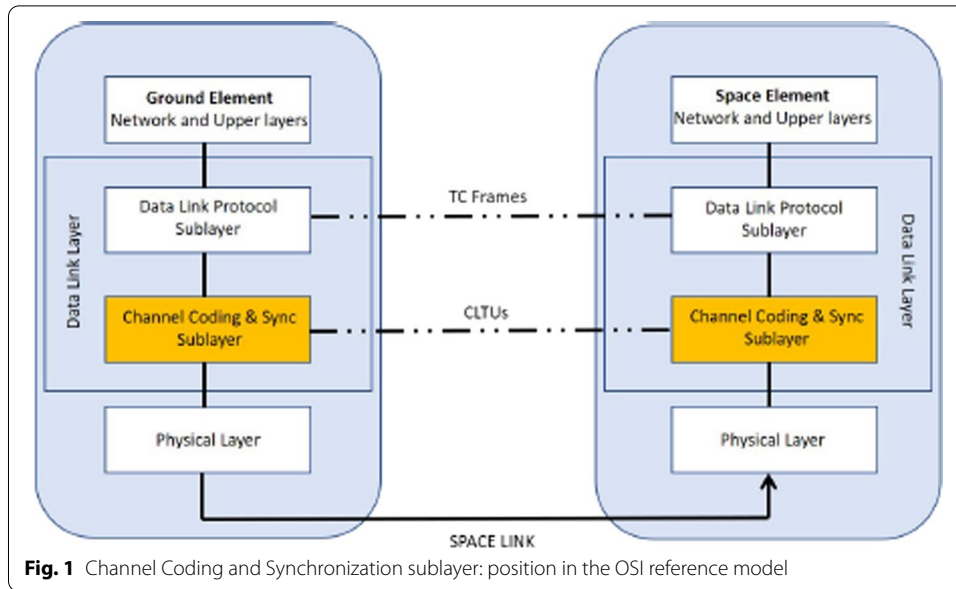 Ground Element
Network and Upper layers
Data Link Layer
Data Link Protocol
Sublayer
Channel Coding & Sync
Sublayer
Physical Layer
TC Frames
CLTUs
SPACE LINK
Space Element
Network and Upper layers
Data Link Protocol
Sublayer
Channel Coding & Sync
Sublayer
Data Link Layer
Physical Layer
Fig. 1 Channel Coding and Synchronization sublayer: position in the OSI reference model